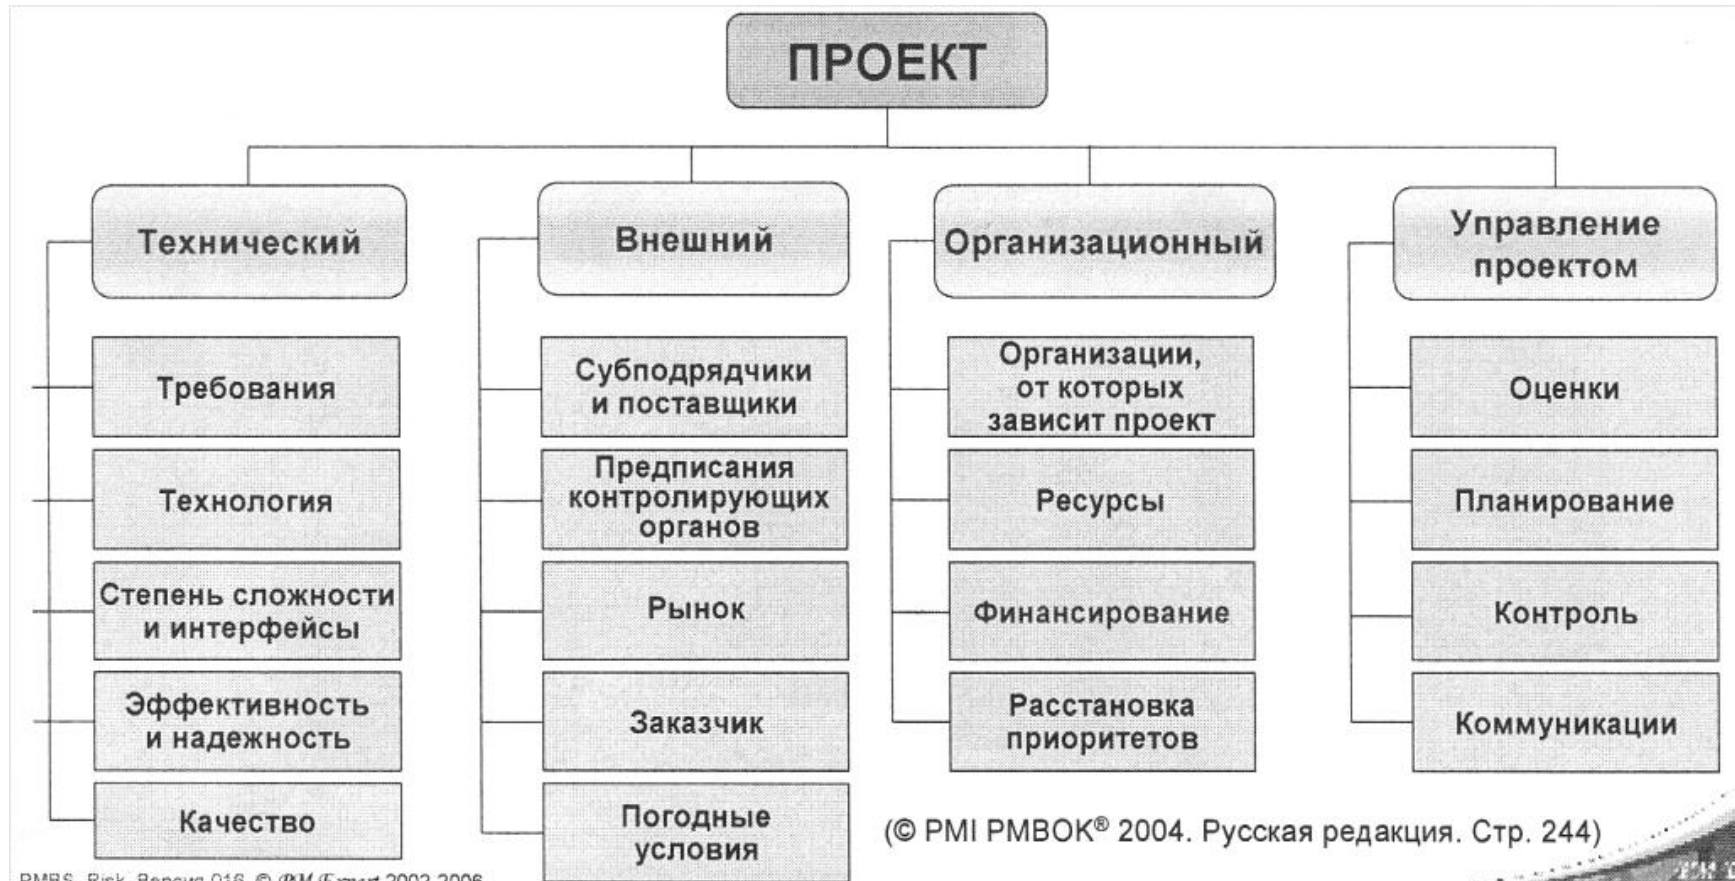 ПРОЕКТ
Технический
Внешний
Организационный
Управление
проектом
Требования
Технология
Степень сложности
и интерфейсы
Эффективность
и надежность
Качество
Субподрядчики
и поставщики
Предписания
контролирующих
органов
Рынок
Заказчик
Погодные
условия
Организации,
от которых
зависит проект
Ресурсы
Финансирование
Расстановка
приоритетов
Оценки
Планирование
Контроль
Коммуникации
(© PMI PMBOK® 2004. Русская редакция. Стр. 244)